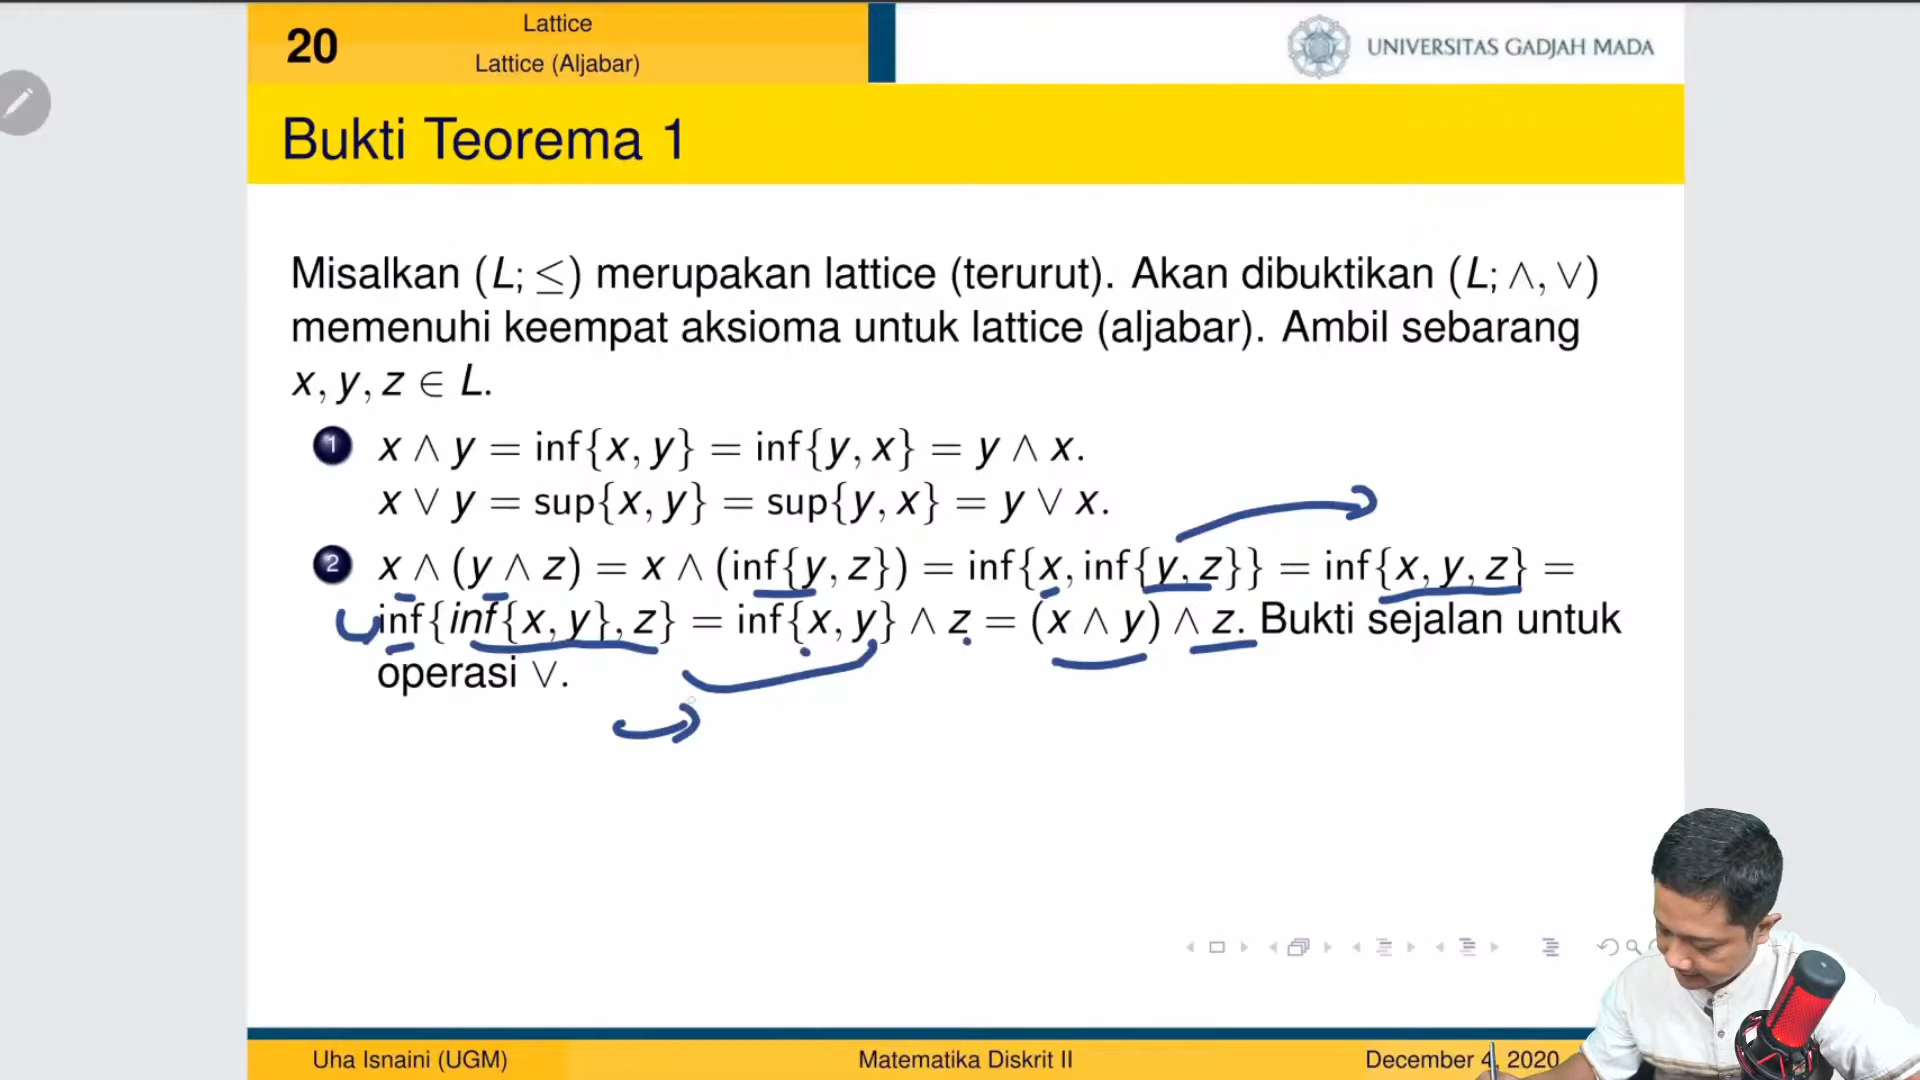 20
Lattice
Lattice (Aljabar)
UNIVERSITAS GADJAH MADA
Bukti Teorema 1
Misalkan (L; ≤) merupakan lattice (terurut). Akan dibuktikan (L; ∧, ∨)
memenuhi keempat aksioma untuk lattice (aljabar). Ambil sebarang
x, y, z ∈ L.
1 x ∧ y = inf{x, y} = inf{y, x} = y ∧ x.
x ∨ y = sup{x, y} = sup{y, x} = y ∨ x.
2 x ∧ (y ∧ z) = x ∧ (inf{y, z}) = inf{x, inf{y, z}} = inf{x, y, z} =
inf{inf{x, y}, z} = inf{x, y} ∧ z = (x ∧ y) ∧ z. Bukti sejalan untuk
operasi ∨.
Uha Isnaini (UGM)
Matematika Diskrit II
December 4, 2020